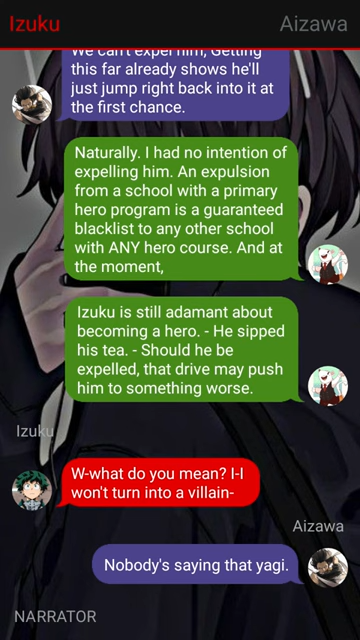 Izuku Aizawa
We can't expel him, Getting
this far already shows he'll
just jump right back into it at
the first chance.
Naturally. I had no intention of
expelling him. An expulsion
from a school with a primary
hero program is a guaranteed
blacklist to any other school
with ANY hero course. And at
the moment,
Izuku is still adamant about
becoming a hero. - He sipped
his tea. - Should he be
expelled, that drive may push
him to something worse.
Izuku
W-what do you mean? I-I
won't turn into a villain-
Aizawa
Nobody's saying that yagi.
NARRATOR